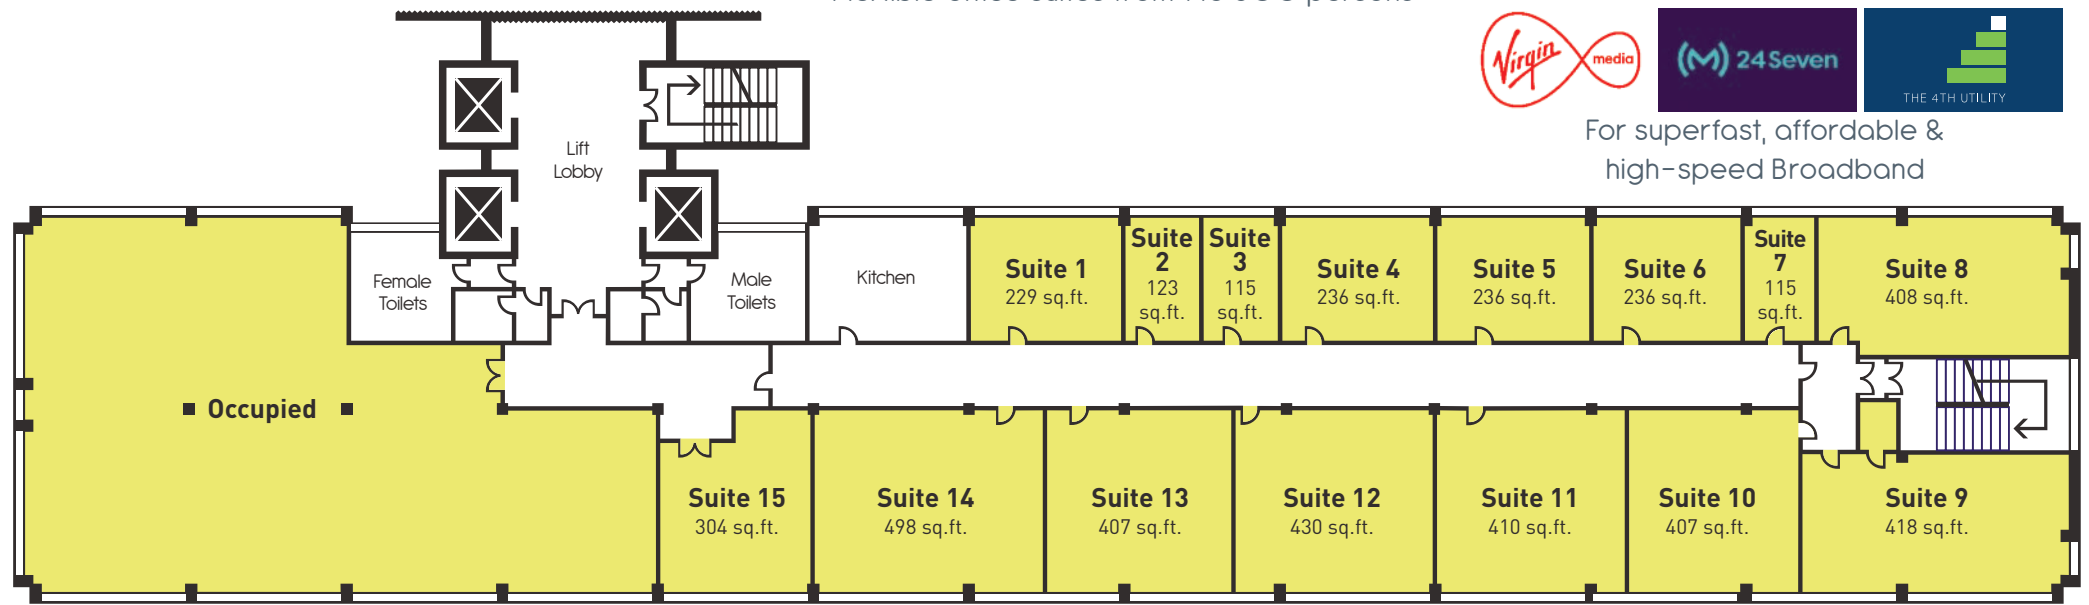 Virgin
media
(M) 24Seven
THE 4TH UTILITY
For superfast, affordable &
high-speed Broadband
Lift
Lobby
Female
Toilets
Male
Toilets
Kitchen
Suite 1
229 sq.ft.
Suite
2
123
sq.ft.
Suite
3
115
sq.ft.
Suite 4
236 sq.ft.
Suite 5
236 sq.ft.
Suite 6
236 sq.ft.
Suite
7
115
sq.ft.
Suite 8
408 sq.ft.
Occupied
Suite 15
304 sq.ft.
Suite 14
498 sq.ft.
Suite 13
407 sq.ft.
Suite 12
430 sq.ft.
Suite 11
410 sq.ft.
Suite 10
407 sq.ft.
Suite 9
418 sq.ft.